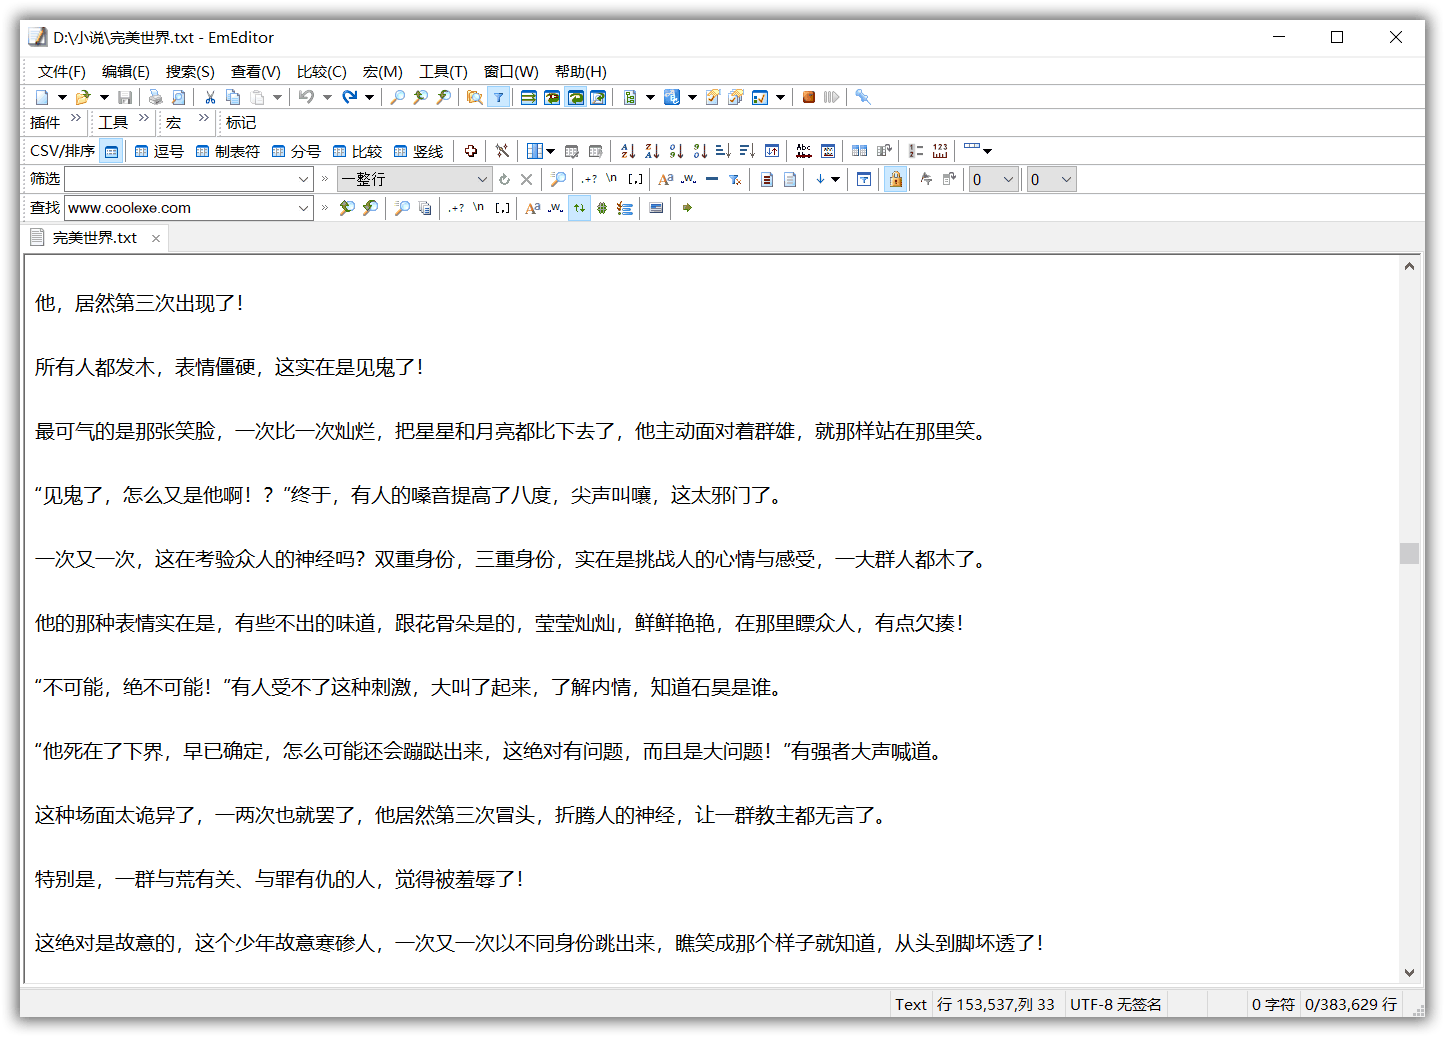 D:\小说\完美世界.txt - EmEditor
文件(F) 编辑(E) 搜索(S) 查看(V) 比较(C) 宏(M) 工具(T) 窗口(W) 帮助(H)
插件 » 工具 » 宏 » 标记
CSV/排序 逗号 制表符 分号 比较 竖线
筛选 » 一整行 .+? \n [,] 0 0
查找 www.coolexe.com » .+? \n [,]
完美世界.txt ×
他，居然第三次出现了！
所有人都发木，表情僵硬，这实在是见鬼了！
最可气的是那张笑脸，一次比一次灿烂，把星星和月亮都比下去了，他主动面对着群雄，就那样站在那里笑。
“见鬼了，怎么又是他啊！？”终于，有人的嗓音提高了八度，尖声叫嚷，这太邪门了。
一次又一次，这在考验众人的神经吗？双重身份，三重身份，实在是挑战人的心情与感受，一大群人都木了。
他的那种表情实在是，有些不出的味道，跟花骨朵是的，莹莹灿灿，鲜鲜艳艳，在那里瞟众人，有点欠揍！
“不可能，绝不可能！”有人受不了这种刺激，大叫了起来，了解内情，知道石昊是谁。
“他死在了下界，早已确定，怎么可能还会蹦跶出来，这绝对有问题，而且是大问题！”有强者大声喊道。
这种场面太诡异了，一两次也就罢了，他居然第三次冒头，折腾人的神经，让一群教主都无言了。
特别是，一群与荒有关、与罪有仇的人，觉得被羞辱了！
这绝对是故意的，这个少年故意寒碜人，一次又一次以不同身份跳出来，瞧笑成那个样子就知道，从头到脚坏透了！
Text 行 153,537,列 33 UTF-8 无签名 0 字符 0/383,629 行